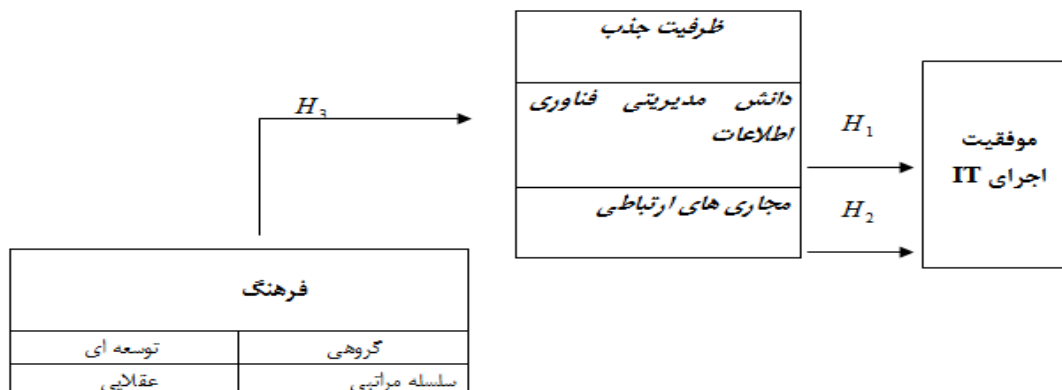 ظرفیت جذب
دانش مدیریتی فناوری
اطلاعات
مجاری های ارتباطی
H₃
H₁
H₂
موفقیت
اجرای IT
فرهنگ
گروهی توسعه ای
سلسله مراتبی عقلایی